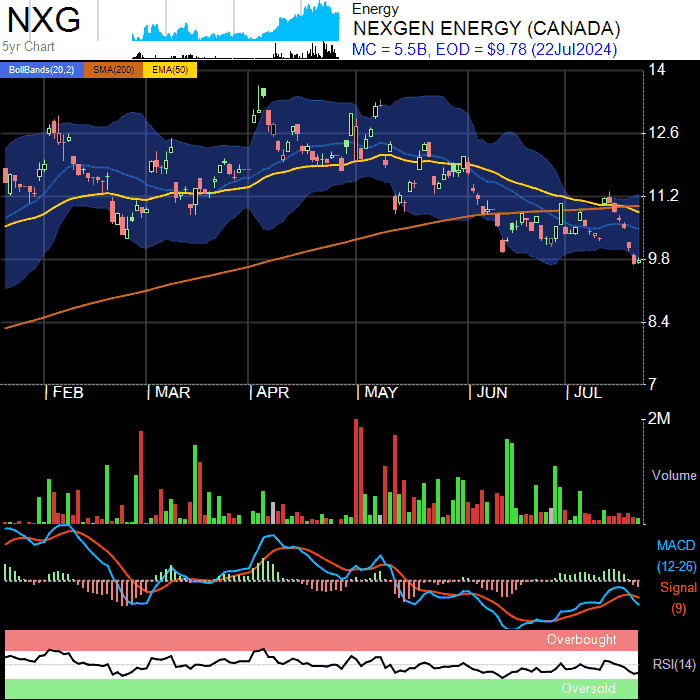 NXG
5yr Chart
Energy
NEXGEN ENERGY (CANADA)
MC = 5.5B, EOD = $9.78 (22Jul2024)
BollBands(20,2) SMA(200) EMA(50)
14
12.6
11.2
9.8
8.4
7
FEB MAR APR MAY JUN JUL
2M
Volume
MACD
(12-26)
Signal
(9)
Overbought
RSI(14)
Oversold